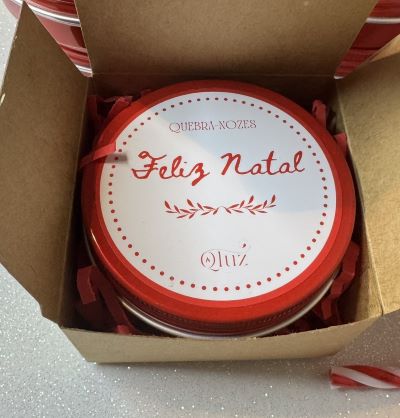 QUEBRA-NOZES
Feliz Natal
Qluz